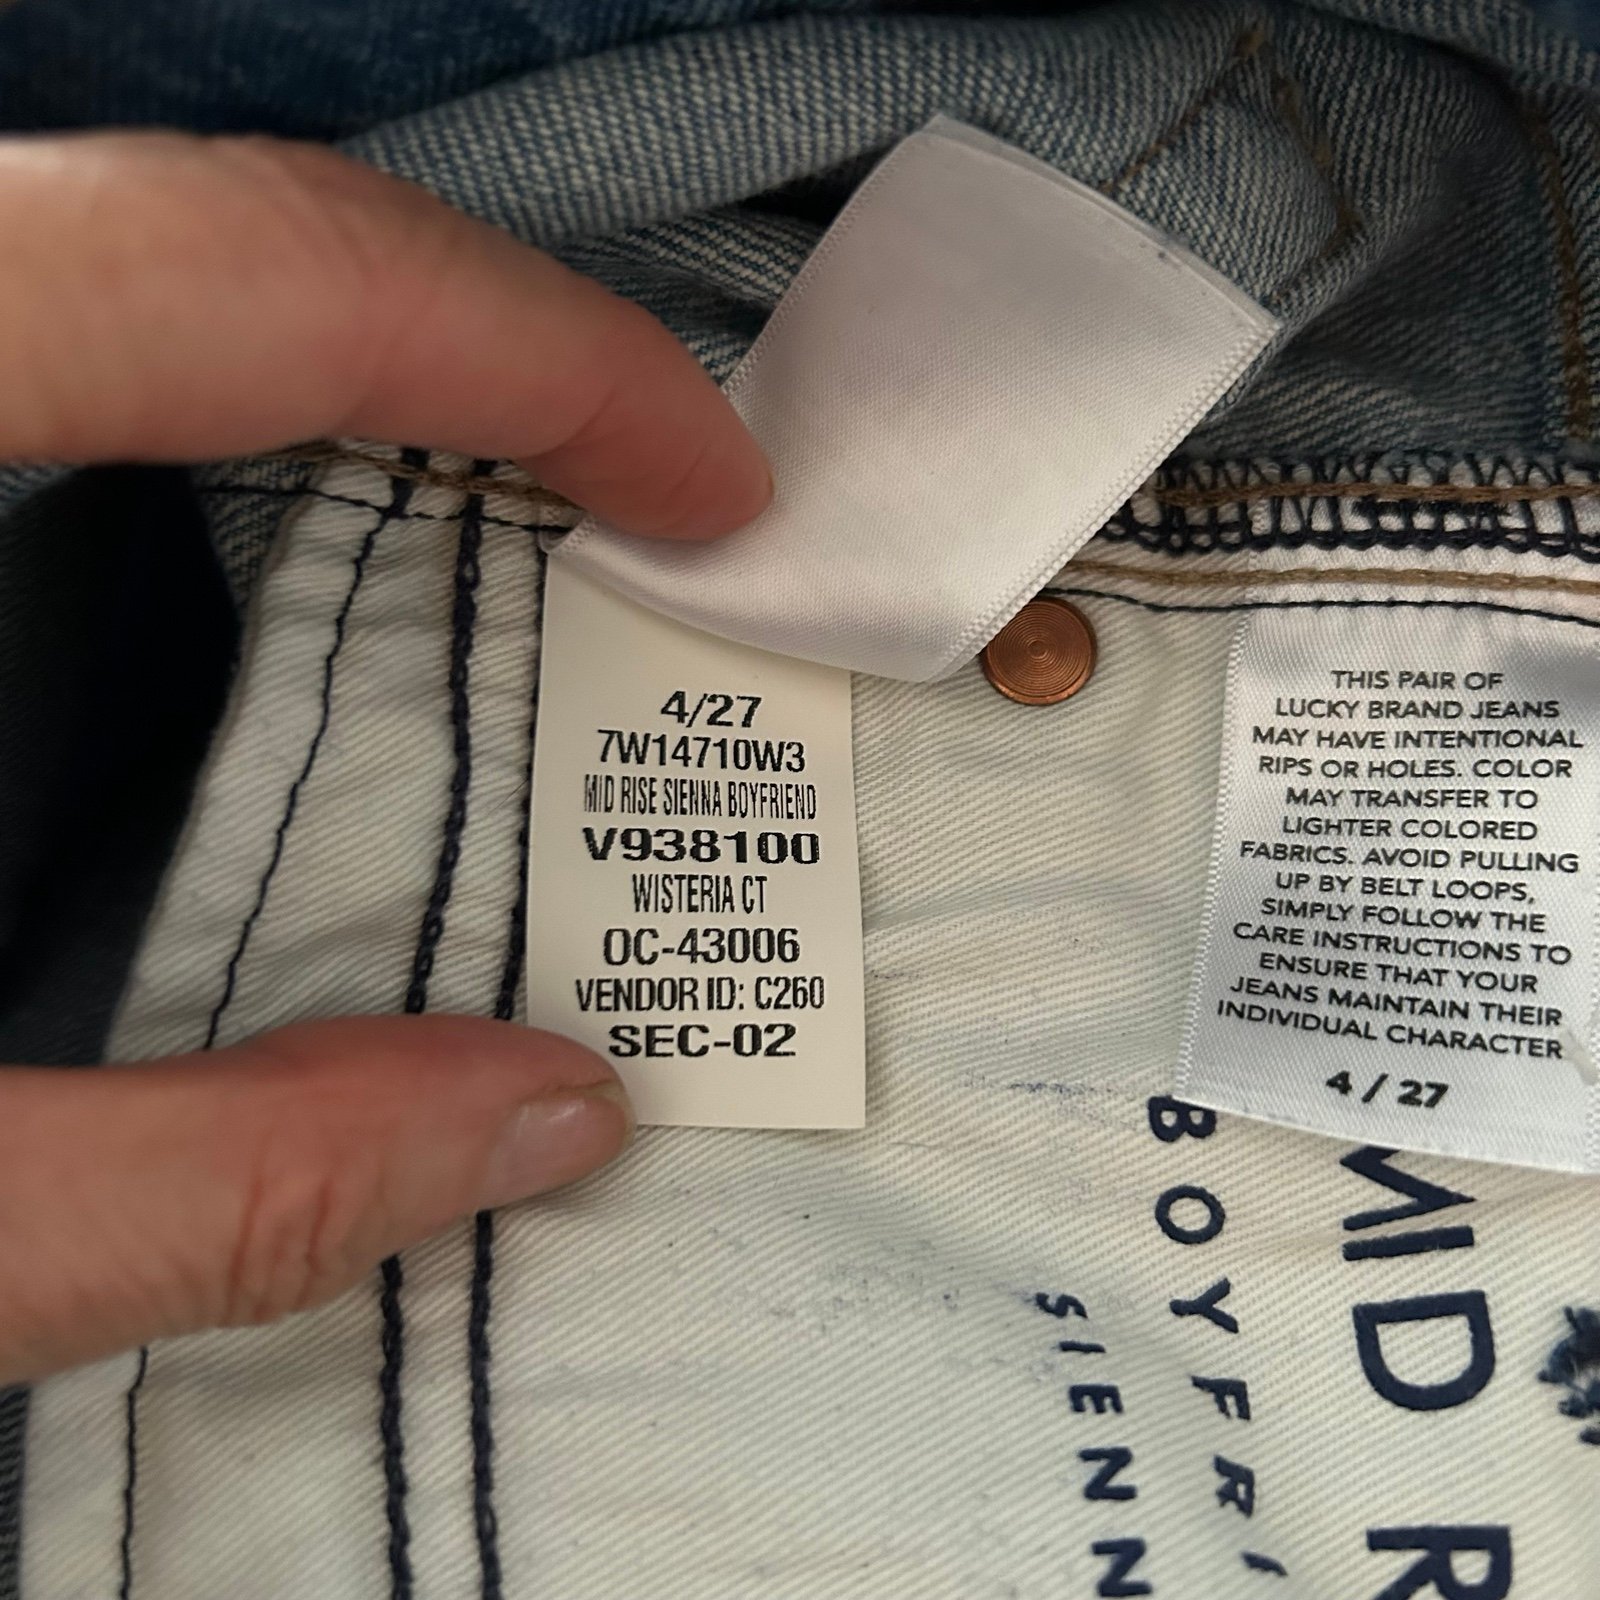 4/27
7W14710W3
MID RISE SIENNA BOYFRIEND
V938100
WISTERIA CT
OC-43006
VENDOR ID: C260
SEC-02
THIS PAIR OF
LUCKY BRAND JEANS
MAY HAVE INTENTIONAL
RIPS OR HOLES. COLOR
MAY TRANSFER TO
LIGHTER COLORED
FABRICS. AVOID PULLING
UP BY BELT LOOPS,
SIMPLY FOLLOW THE
CARE INSTRUCTIONS TO
ENSURE THAT YOUR
JEANS MAINTAIN THEIR
INDIVIDUAL CHARACTER
4 / 27
MID R
BOYFRI
SIENN